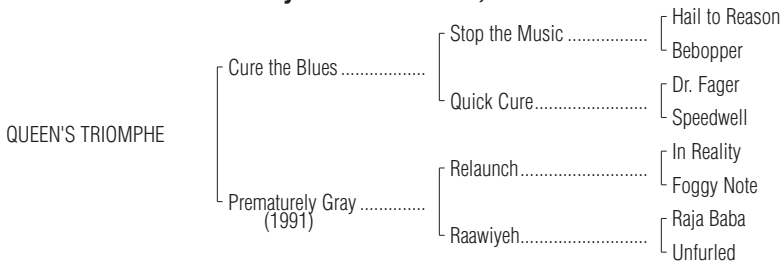 Hail to Reason
Stop the Music ..................
Bebopper
Cure the Blues ..................
Dr. Fager
Quick Cure.........................
Speedwell
QUEEN'S TRIOMPHE
In Reality
Relaunch............................
Foggy Note
Prematurely Gray ..............
(1991)
Raja Baba
Raawiyeh............................
Unfurled